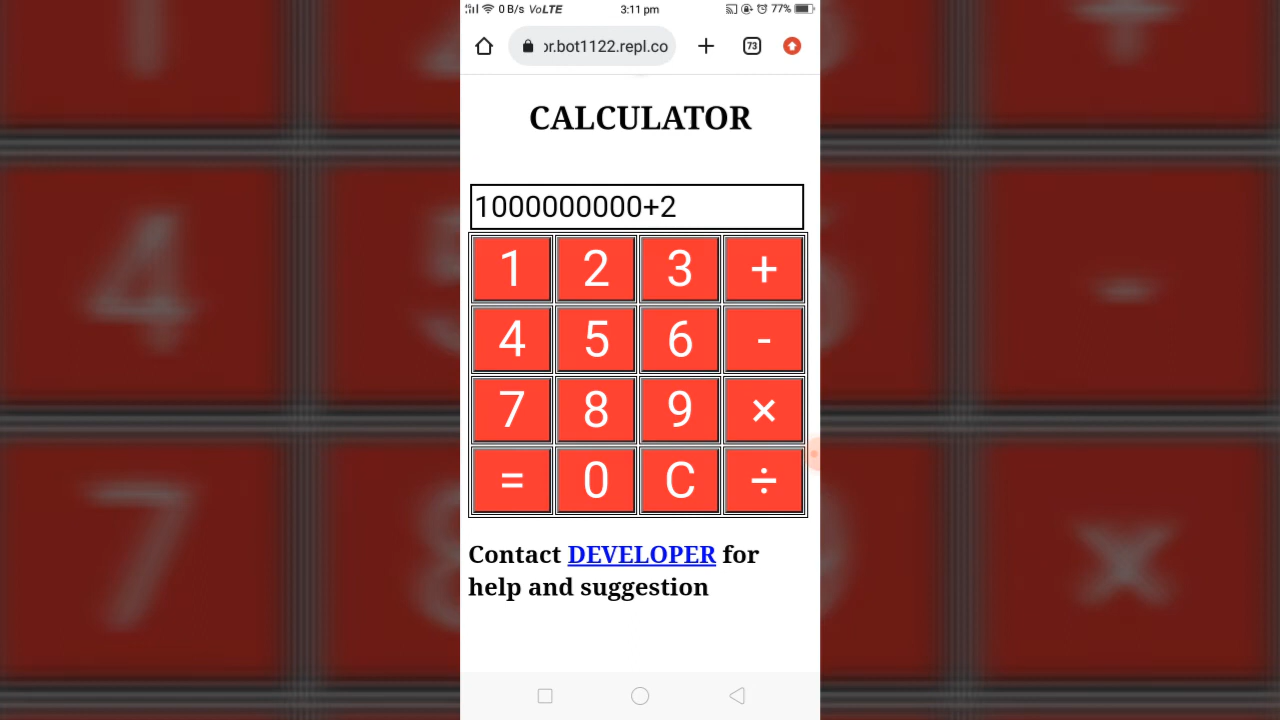 0 B/s VoLTE 3:11 pm 77%
or.bot1122.repl.co 73
CALCULATOR
1000000000+2
1 2 3 +
4 5 6 -
7 8 9 ×
= 0 C ÷
Contact DEVELOPER for
help and suggestion